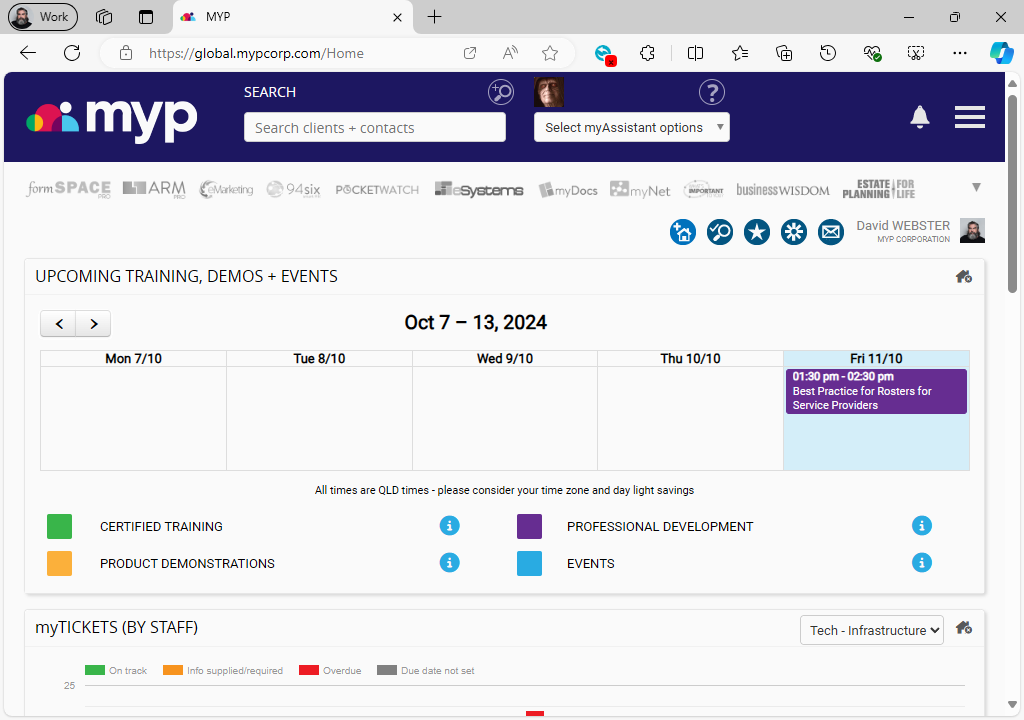 Work
MYP
https://global.mypcorp.com/Home
myp
SEARCH
Search clients + contacts
?
Select myAssistant options
formSPACE PRO
ARM PRO
eMarketing
94six
POCKETWATCH
eSystems
myDocs
myNet
IMPORTANT
BUSINESS WISDOM
ESTATE PLANNING FOR LIFE
David WEBSTER
MYP CORPORATION
UPCOMING TRAINING, DEMOS + EVENTS
Oct 7 – 13, 2024
Mon 7/10 Tue 8/10 Wed 9/10 Thu 10/10 Fri 11/10
01:30 pm - 02:30 pm
Best Practice for Rosters for
Service Providers
All times are QLD times - please consider your time zone and day light savings
CERTIFIED TRAINING
PROFESSIONAL DEVELOPMENT
PRODUCT DEMONSTRATIONS
EVENTS
myTICKETS (BY STAFF)
Tech - Infrastructure
On track Info supplied/required Overdue Due date not set
25